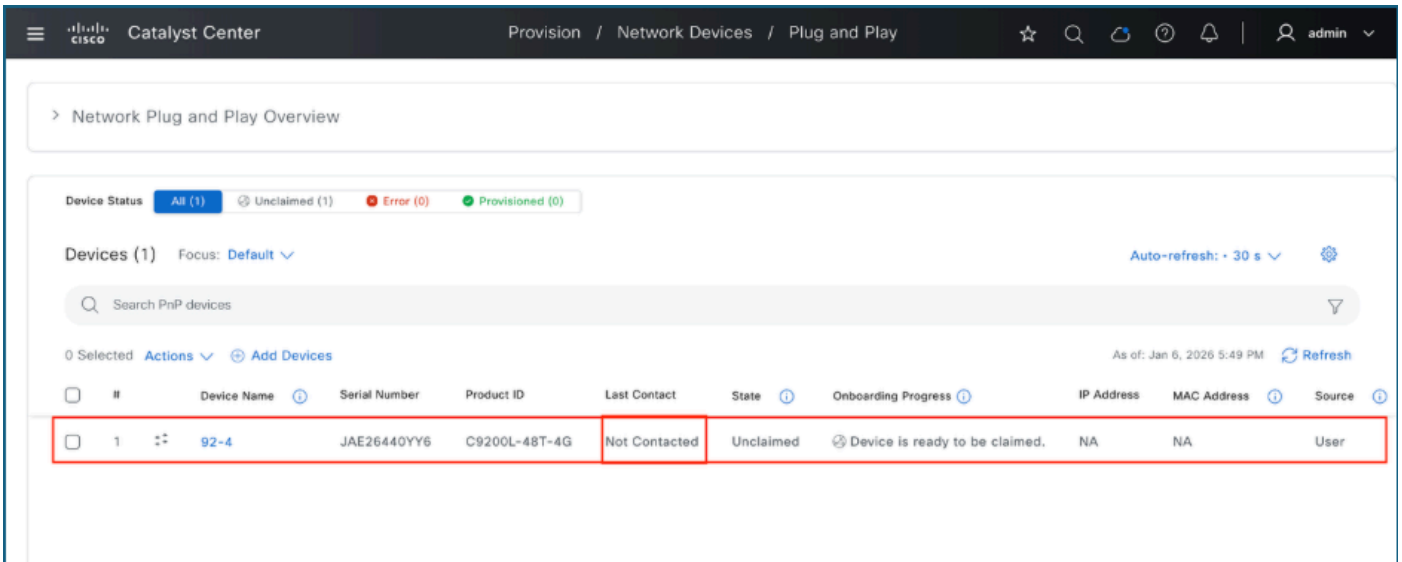 cisco Catalyst Center Provision / Network Devices / Plug and Play admin
Network Plug and Play Overview
Device Status All (1) Unclaimed (1) Error (0) Provisioned (0)
Devices (1) Focus: Default Auto-refresh: • 30 s
Search PnP devices
0 Selected Actions Add Devices As of: Jan 6, 2026 5:49 PM Refresh
# Device Name Serial Number Product ID Last Contact State Onboarding Progress IP Address MAC Address Source
1 92-4 JAE26440YY6 C9200L-48T-4G Not Contacted Unclaimed Device is ready to be claimed. NA NA User